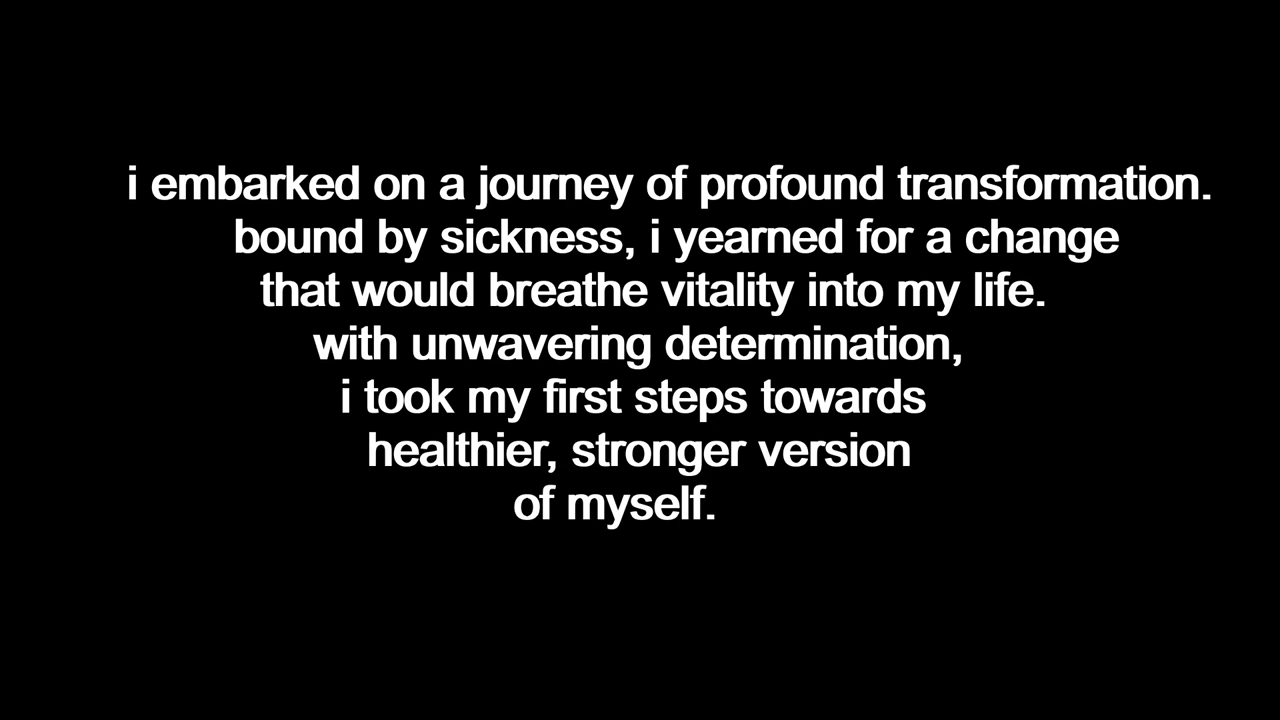 i embarked on a journey of profound transformation.
bound by sickness, i yearned for a change
that would breathe vitality into my life.
with unwavering determination,
i took my first steps towards
healthier, stronger version
of myself.